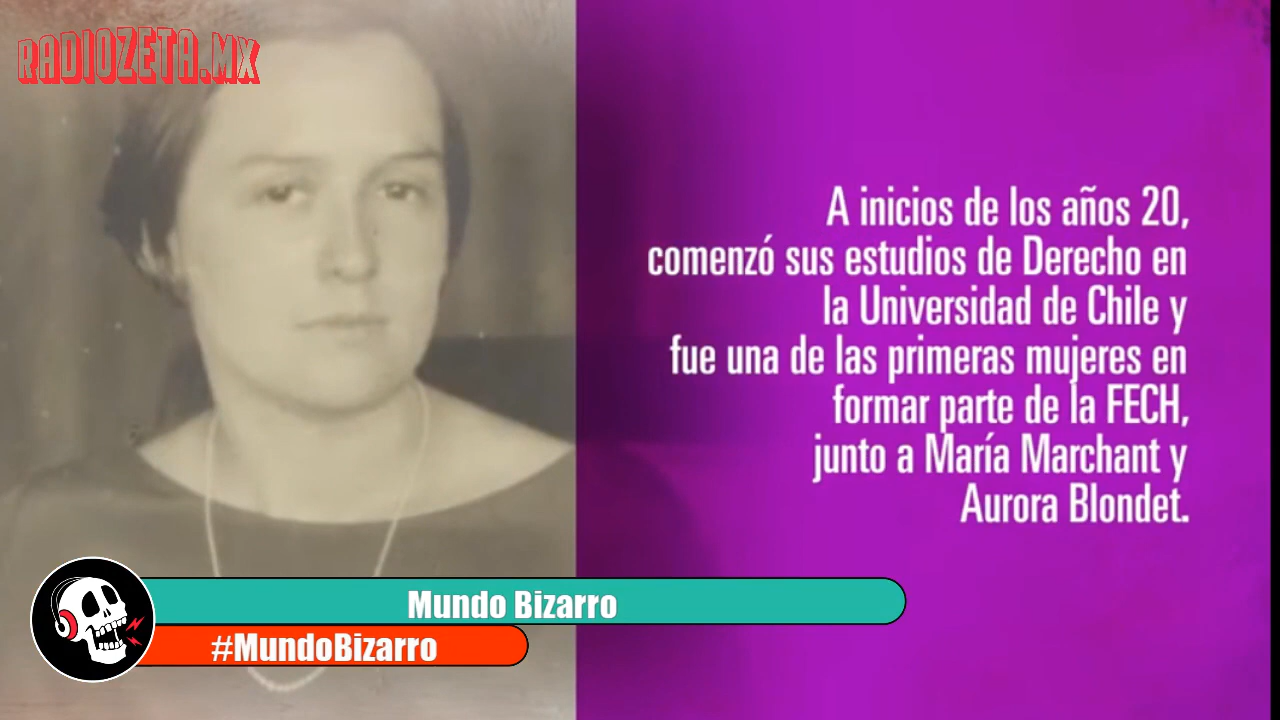 RADIOZETA.MX
A inicios de los años 20,
comenzó sus estudios de Derecho en
la Universidad de Chile y
fue una de las primeras mujeres en
formar parte de la FECH,
junto a María Marchant y
Aurora Blondet.
Mundo Bizarro
#MundoBizarro